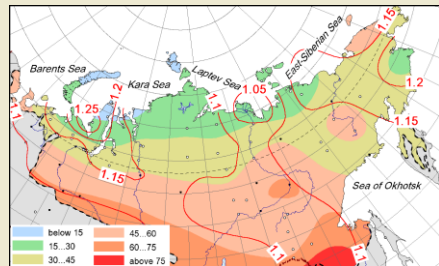 1.15
Barents Sea
Kara Sea
Laptev Sea
East-Siberian Sea
1.2
1.25
1.1
1.05
1.2
1.1
1.15
1.15
Sea of Okhotsk
1.1
1.1
below 15
15...30
30...45
45...60
60...75
above 75